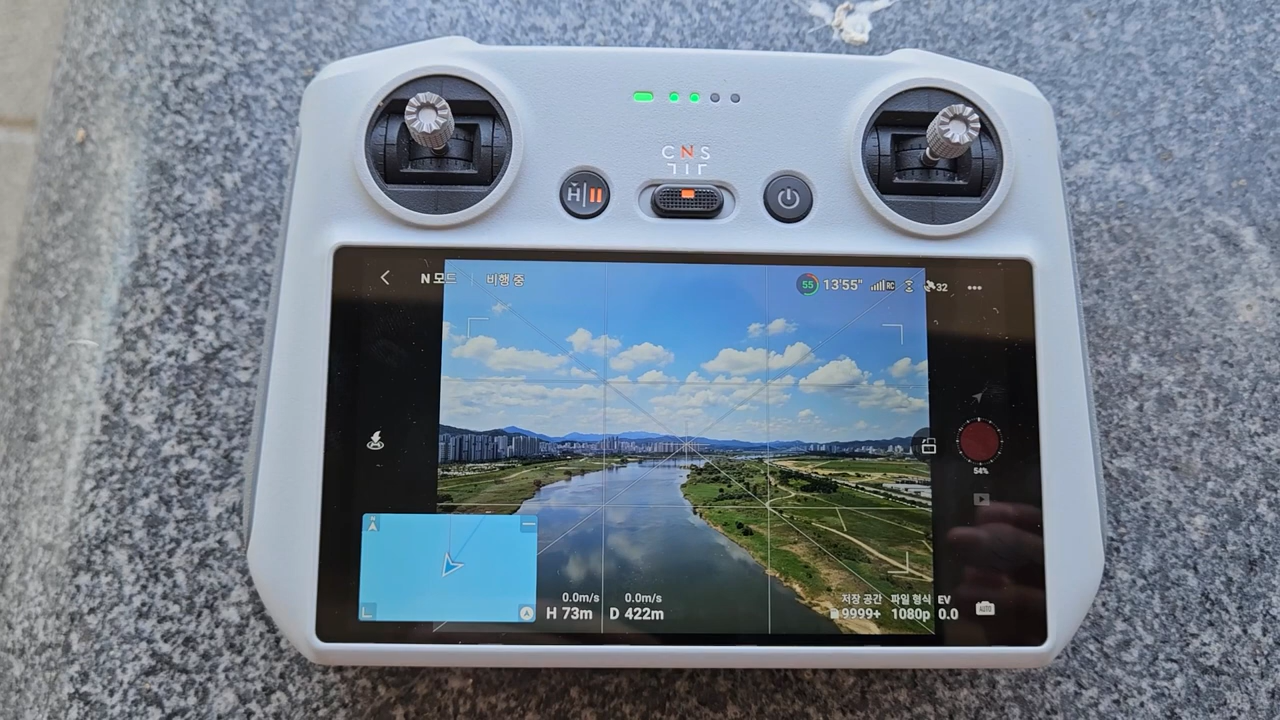 C N S
H
N 모드 비행 중 55 13'55" RC 32
54%
N
0.0m/s 0.0m/s 저장 공간 파일 형식 EV
H 73m D 422m 9999+ 1080p 0.0
AUTO